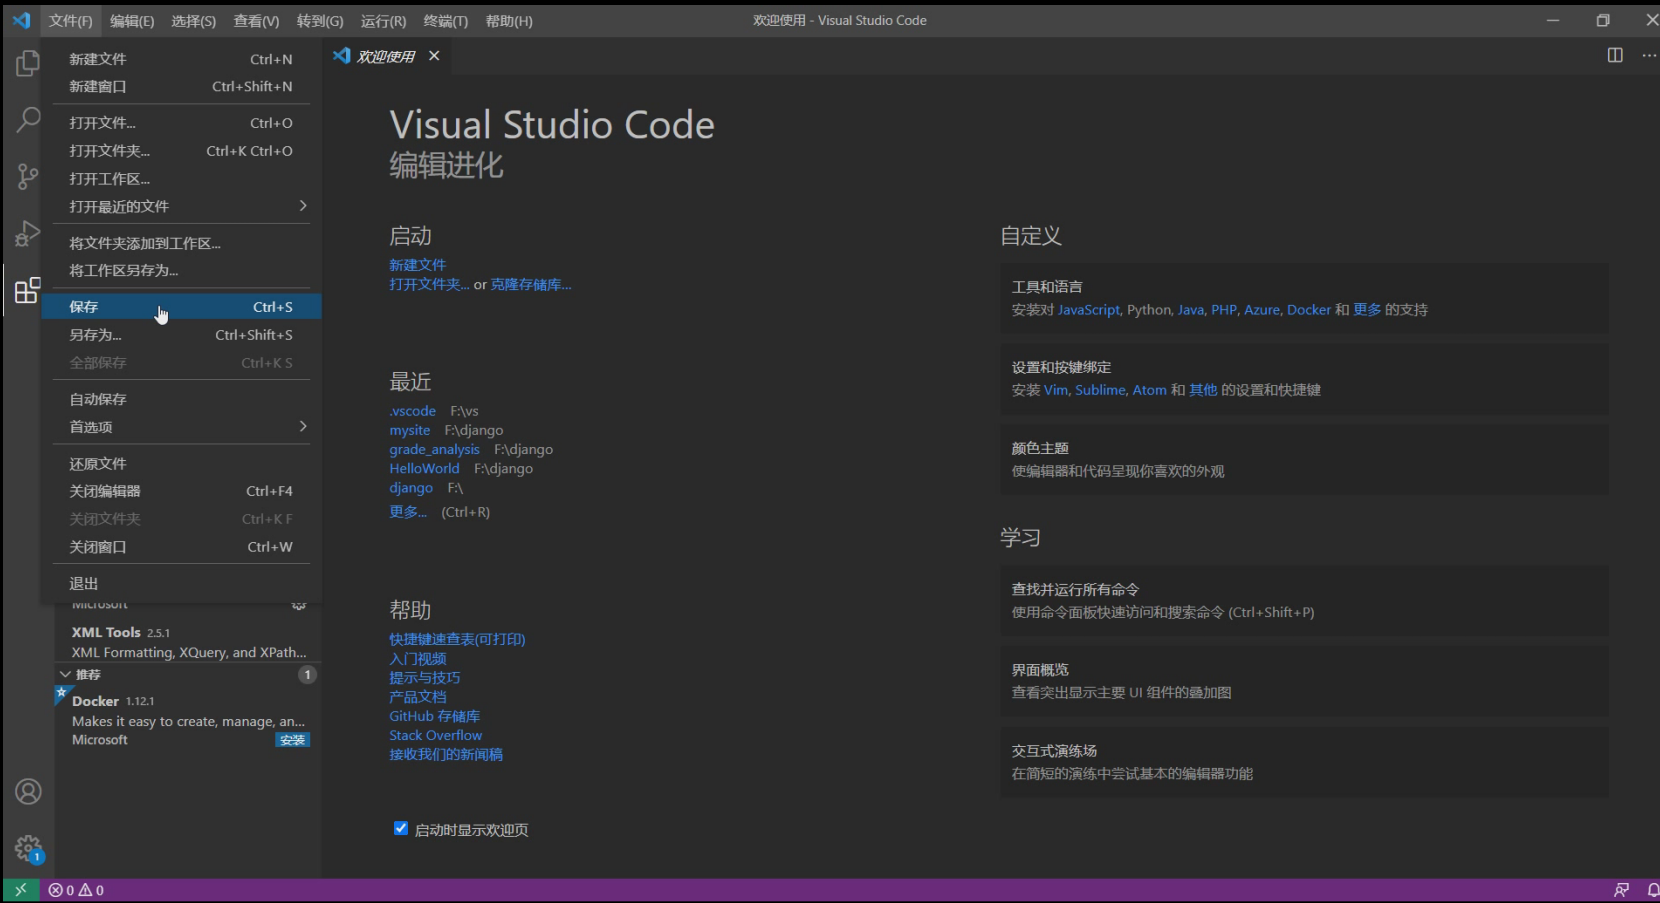 文件(F) 编辑(E) 选择(S) 查看(V) 转到(G) 运行(R) 终端(T) 帮助(H)
欢迎使用 - Visual Studio Code
新建文件 Ctrl+N
新建窗口 Ctrl+Shift+N
打开文件... Ctrl+O
打开文件夹... Ctrl+K Ctrl+O
打开工作区...
打开最近的文件
将文件夹添加到工作区...
将工作区另存为...
保存 Ctrl+S
另存为... Ctrl+Shift+S
全部保存 Ctrl+K S
自动保存
首选项
还原文件
关闭编辑器 Ctrl+F4
关闭文件夹 Ctrl+K F
关闭窗口 Ctrl+W
退出
Microsoft
XML Tools 2.5.1
XML Formatting, XQuery, and XPath...
推荐 1
Docker 1.12.1
Makes it easy to create, manage, an...
Microsoft 安装
1
欢迎使用
Visual Studio Code
编辑进化
启动
新建文件
打开文件夹... or 克隆存储库...
最近
.vscode F:\vs
mysite F:\django
grade_analysis F:\django
HelloWorld F:\django
django F:\
更多... (Ctrl+R)
帮助
快捷键速查表(可打印)
入门视频
提示与技巧
产品文档
GitHub 存储库
Stack Overflow
接收我们的新闻稿
启动时显示欢迎页
自定义
工具和语言
安装对 JavaScript, Python, Java, PHP, Azure, Docker 和 更多 的支持
设置和按键绑定
安装 Vim, Sublime, Atom 和 其他 的设置和快捷键
颜色主题
使编辑器和代码呈现你喜欢的外观
学习
查找并运行所有命令
使用命令面板快速访问和搜索命令 (Ctrl+Shift+P)
界面概览
查看突出显示主要 UI 组件的叠加图
交互式演练场
在简短的演练中尝试基本的编辑器功能
0 0